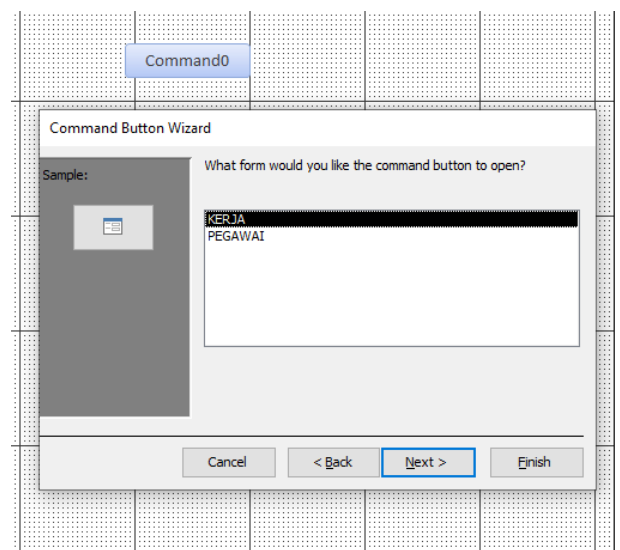 Command0
Command Button Wizard
Sample:
What form would you like the command button to open?
KERJA
PEGAWAI
Cancel
< Back
Next >
Finish